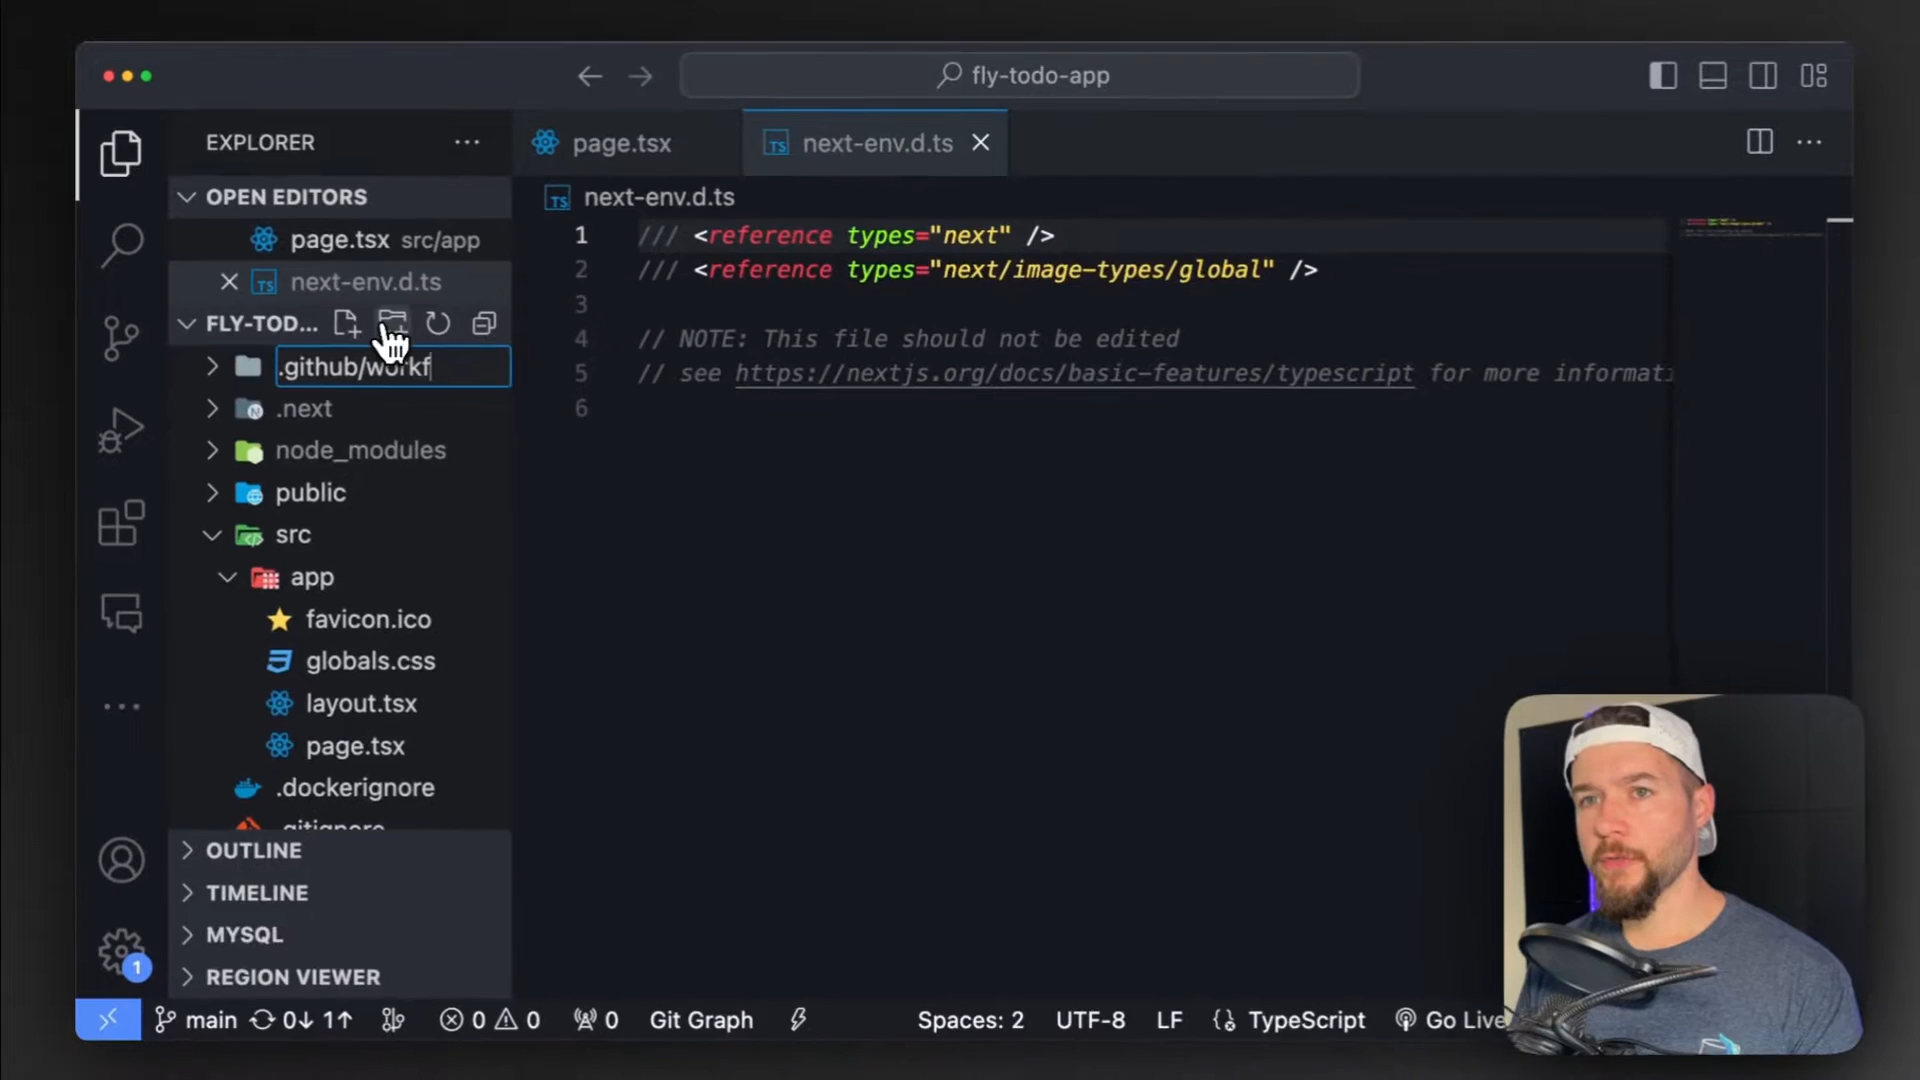 fly-todo-app
EXPLORER
page.tsx
next-env.d.ts
OPEN EDITORS
page.tsx src/app
next-env.d.ts
FLY-TOD...
.github/workf
.next
node_modules
public
src
app
favicon.ico
globals.css
layout.tsx
page.tsx
.dockerignore
.gitignore
OUTLINE
TIMELINE
MYSQL
REGION VIEWER
next-env.d.ts
1 /// <reference types="next" />
2 /// <reference types="next/image-types/global" />
3
4 // NOTE: This file should not be edited
5 // see https://nextjs.org/docs/basic-features/typescript for more informati
6
1
main 0↓ 1↑ 0 0 0 Git Graph Spaces: 2 UTF-8 LF TypeScript Go Live